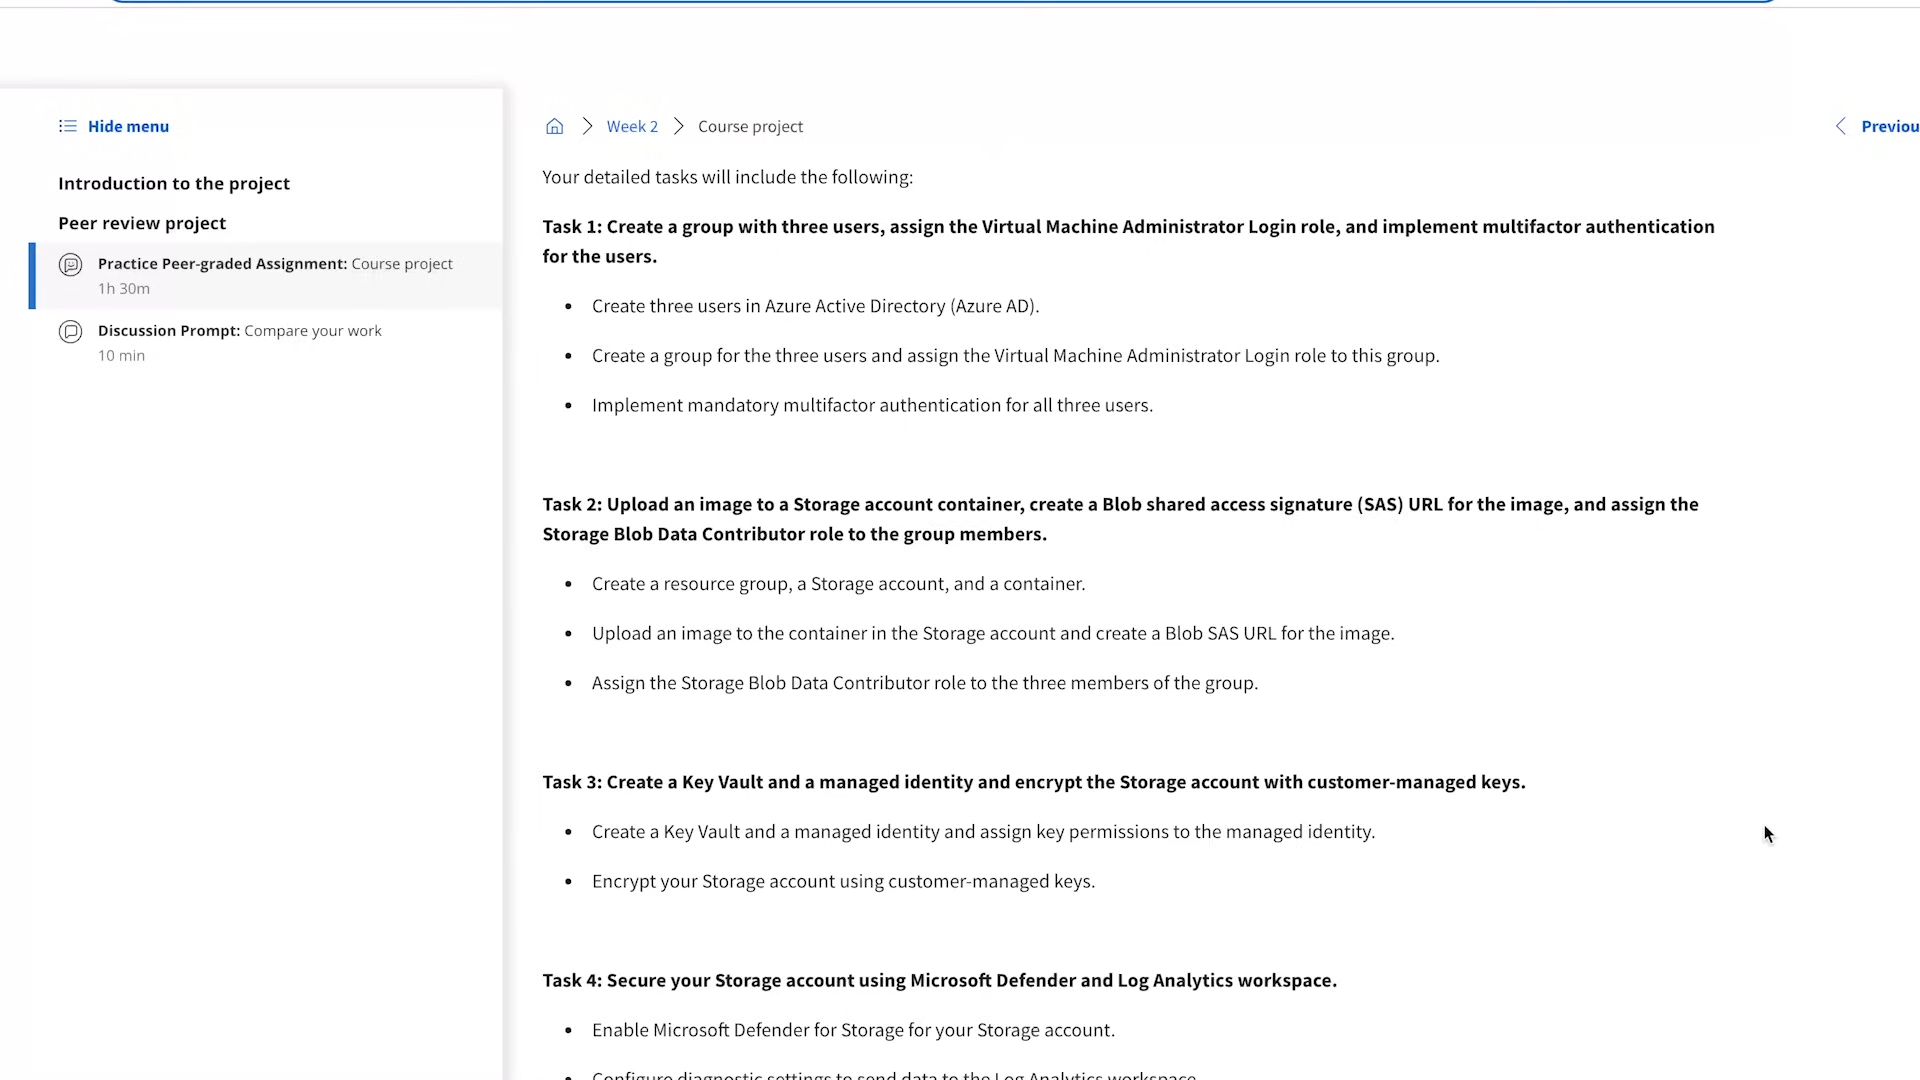 Hide menu
Introduction to the project
Peer review project
Practice Peer-graded Assignment: Course project
1h 30m
Discussion Prompt: Compare your work
10 min
Week 2
Course project
Previou
Your detailed tasks will include the following:
Task 1: Create a group with three users, assign the Virtual Machine Administrator Login role, and implement multifactor authentication
for the users.
• Create three users in Azure Active Directory (Azure AD).
• Create a group for the three users and assign the Virtual Machine Administrator Login role to this group.
• Implement mandatory multifactor authentication for all three users.
Task 2: Upload an image to a Storage account container, create a Blob shared access signature (SAS) URL for the image, and assign the
Storage Blob Data Contributor role to the group members.
• Create a resource group, a Storage account, and a container.
• Upload an image to the container in the Storage account and create a Blob SAS URL for the image.
• Assign the Storage Blob Data Contributor role to the three members of the group.
Task 3: Create a Key Vault and a managed identity and encrypt the Storage account with customer-managed keys.
• Create a Key Vault and a managed identity and assign key permissions to the managed identity.
• Encrypt your Storage account using customer-managed keys.
Task 4: Secure your Storage account using Microsoft Defender and Log Analytics workspace.
• Enable Microsoft Defender for Storage for your Storage account.
• Configure diagnostic settings to send data to the Log Analytics workspace.